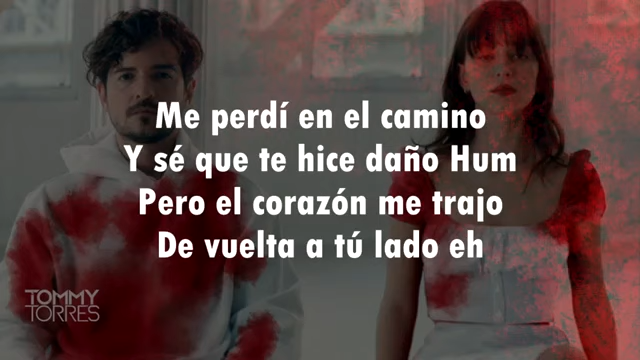 Me perdí en el camino
Y sé que te hice daño Hum
Pero el corazón me trajo
De vuelta a tú lado eh
TOMMY
TORRES